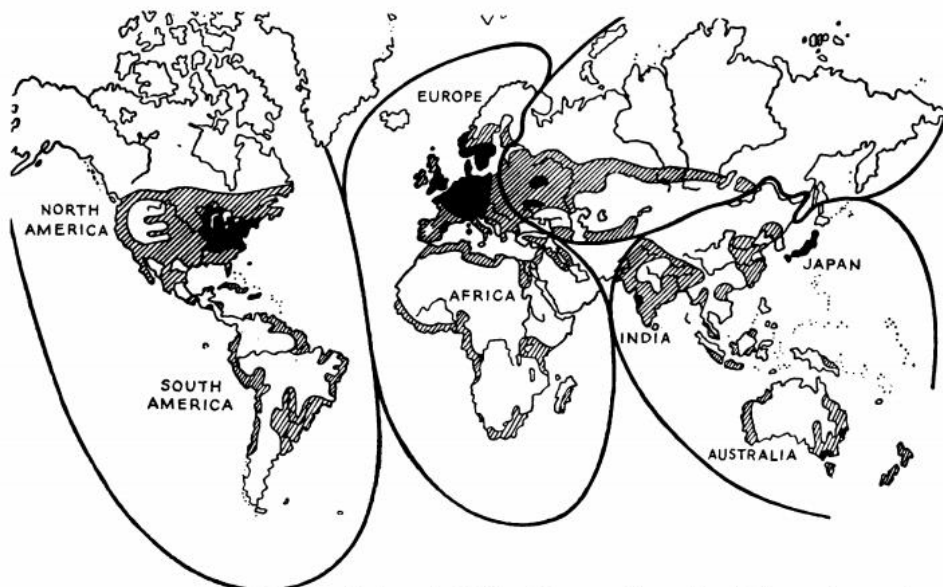 EUROPE
NORTH
AMERICA
AFRICA
JAPAN
INDIA
SOUTH
AMERICA
AUSTRALIA